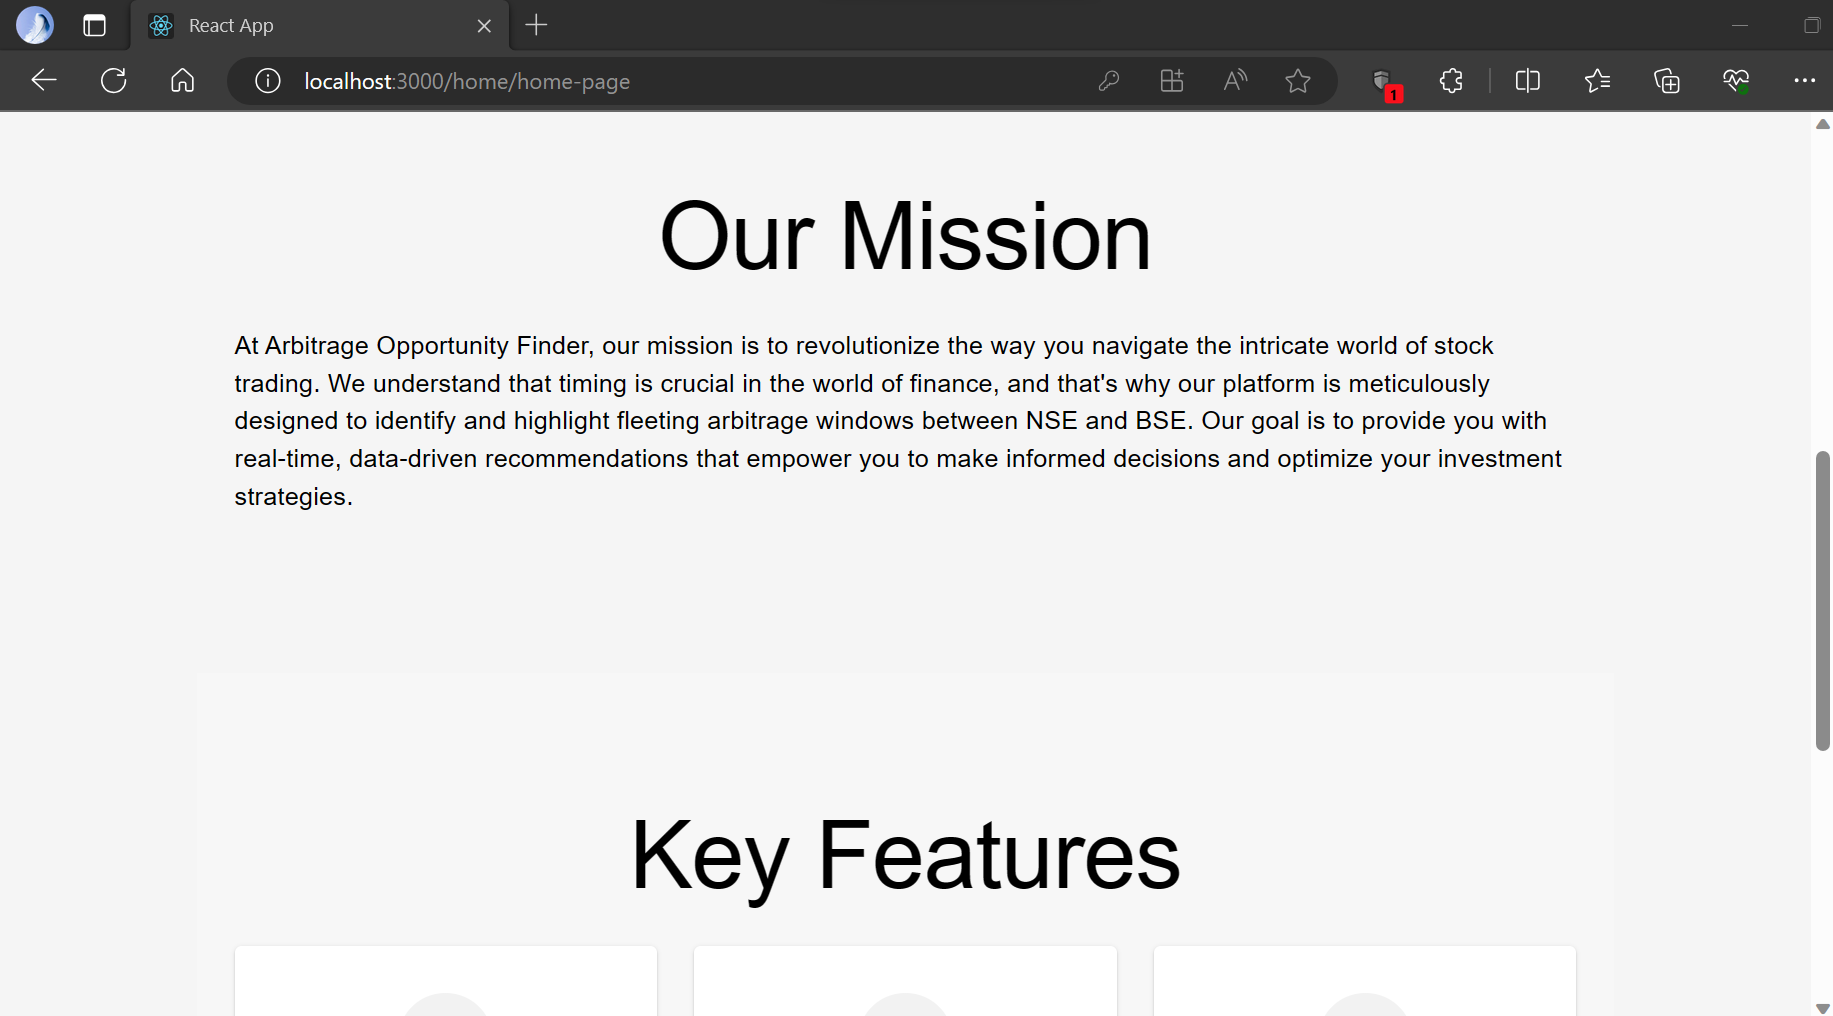 React App
localhost:3000/home/home-page
1
Our Mission
At Arbitrage Opportunity Finder, our mission is to revolutionize the way you navigate the intricate world of stock
trading. We understand that timing is crucial in the world of finance, and that's why our platform is meticulously
designed to identify and highlight fleeting arbitrage windows between NSE and BSE. Our goal is to provide you with
real-time, data-driven recommendations that empower you to make informed decisions and optimize your investment
strategies.
Key Features